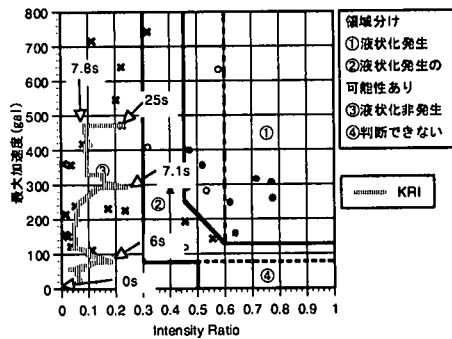 800
700
600
500
400
300
200
100
0
最大加速度(gal)
7.8s
25s
7.1s
6s
0s
①
②
③
④
0 0.1 0.2 0.3 0.4 0.5 0.6 0.7 0.8 0.9 1
Intensity Ratio
領域分け
①液状化発生
②液状化発生の
可能性あり
③液状化非発生
④判断できない
KRI